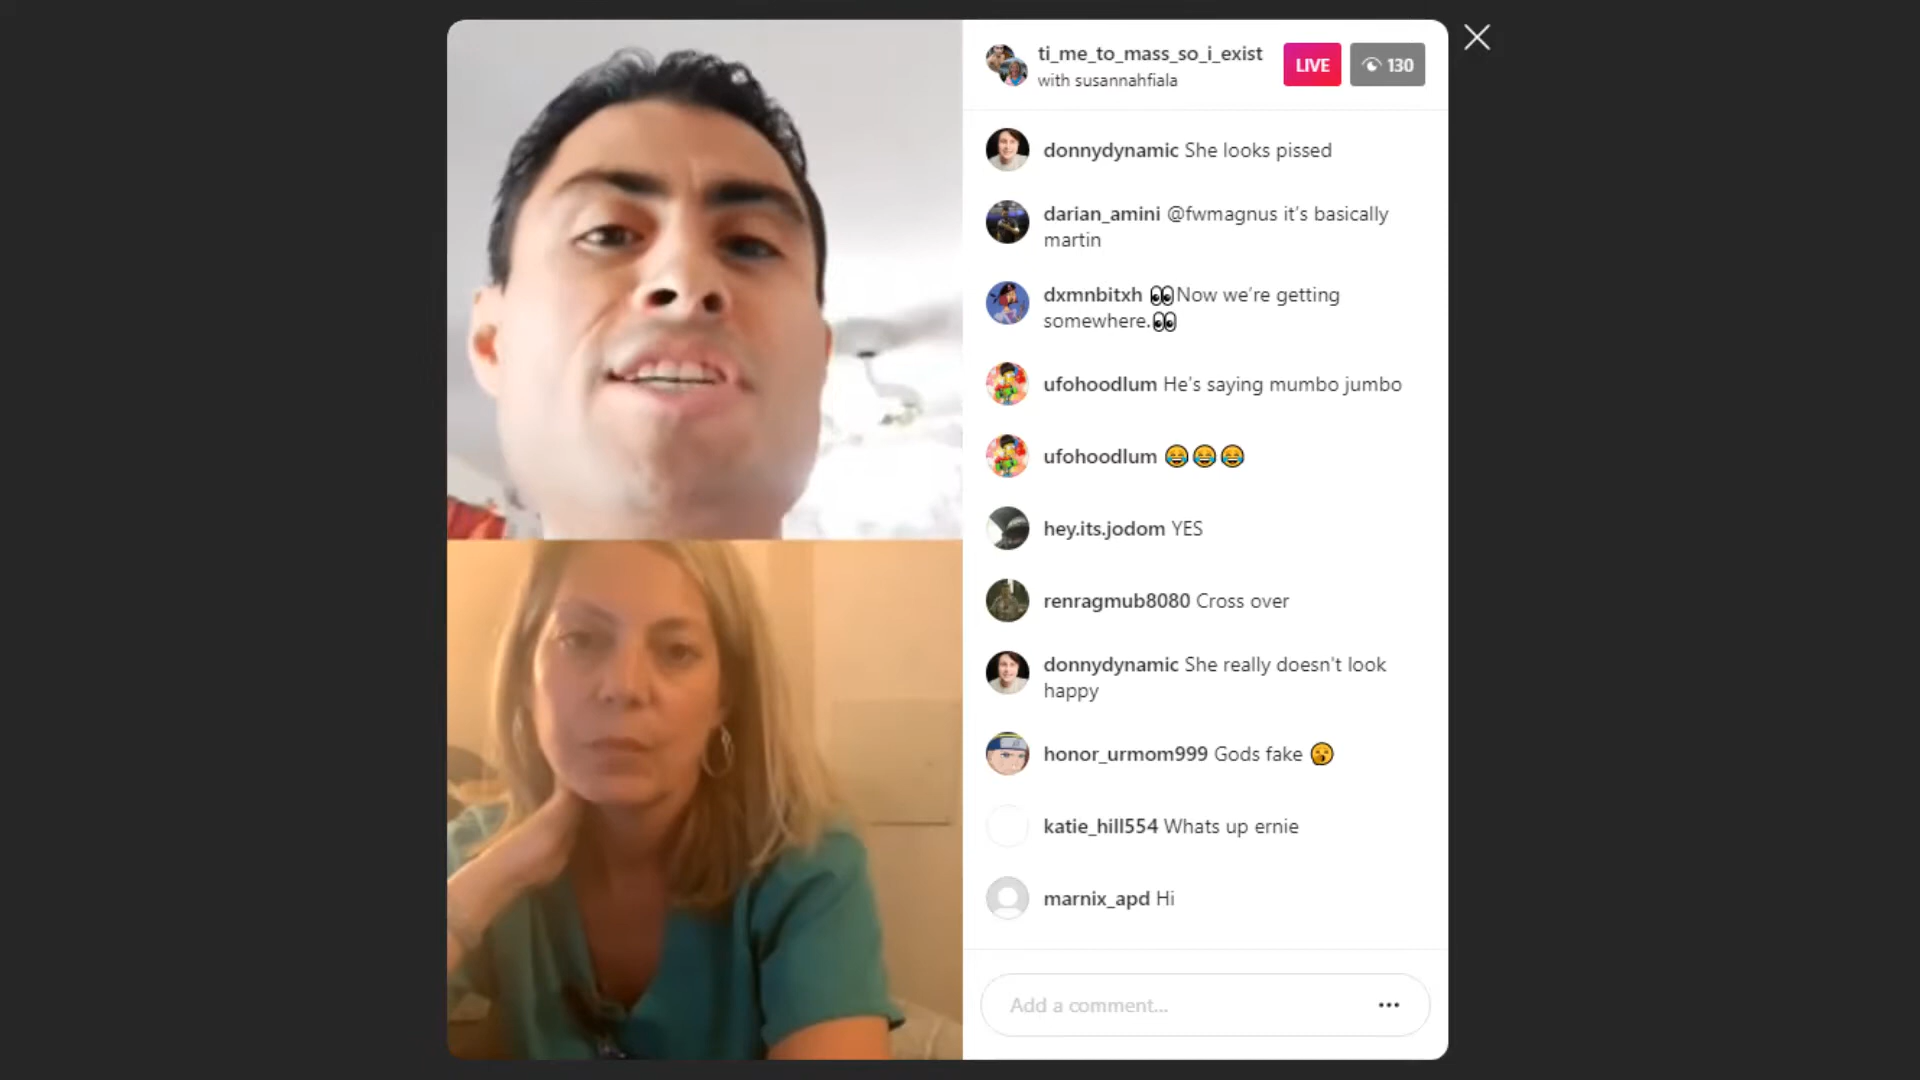 ti_me_to_mass_so_i_exist
with susannahfiala
LIVE
130
donnydynamic She looks pissed
darian_amini @fwmagnus it’s basically
martin
dxmnbitxh 👀Now we’re getting
somewhere.👀
ufohoodlum He’s saying mumbo jumbo
ufohoodlum 😂😂😂
hey.its.jodom YES
renragmub8080 Cross over
donnydynamic She really doesn't look
happy
honor_urmom999 Gods fake 😲
katie_hill554 Whats up ernie
marnix_apd Hi
Add a comment...